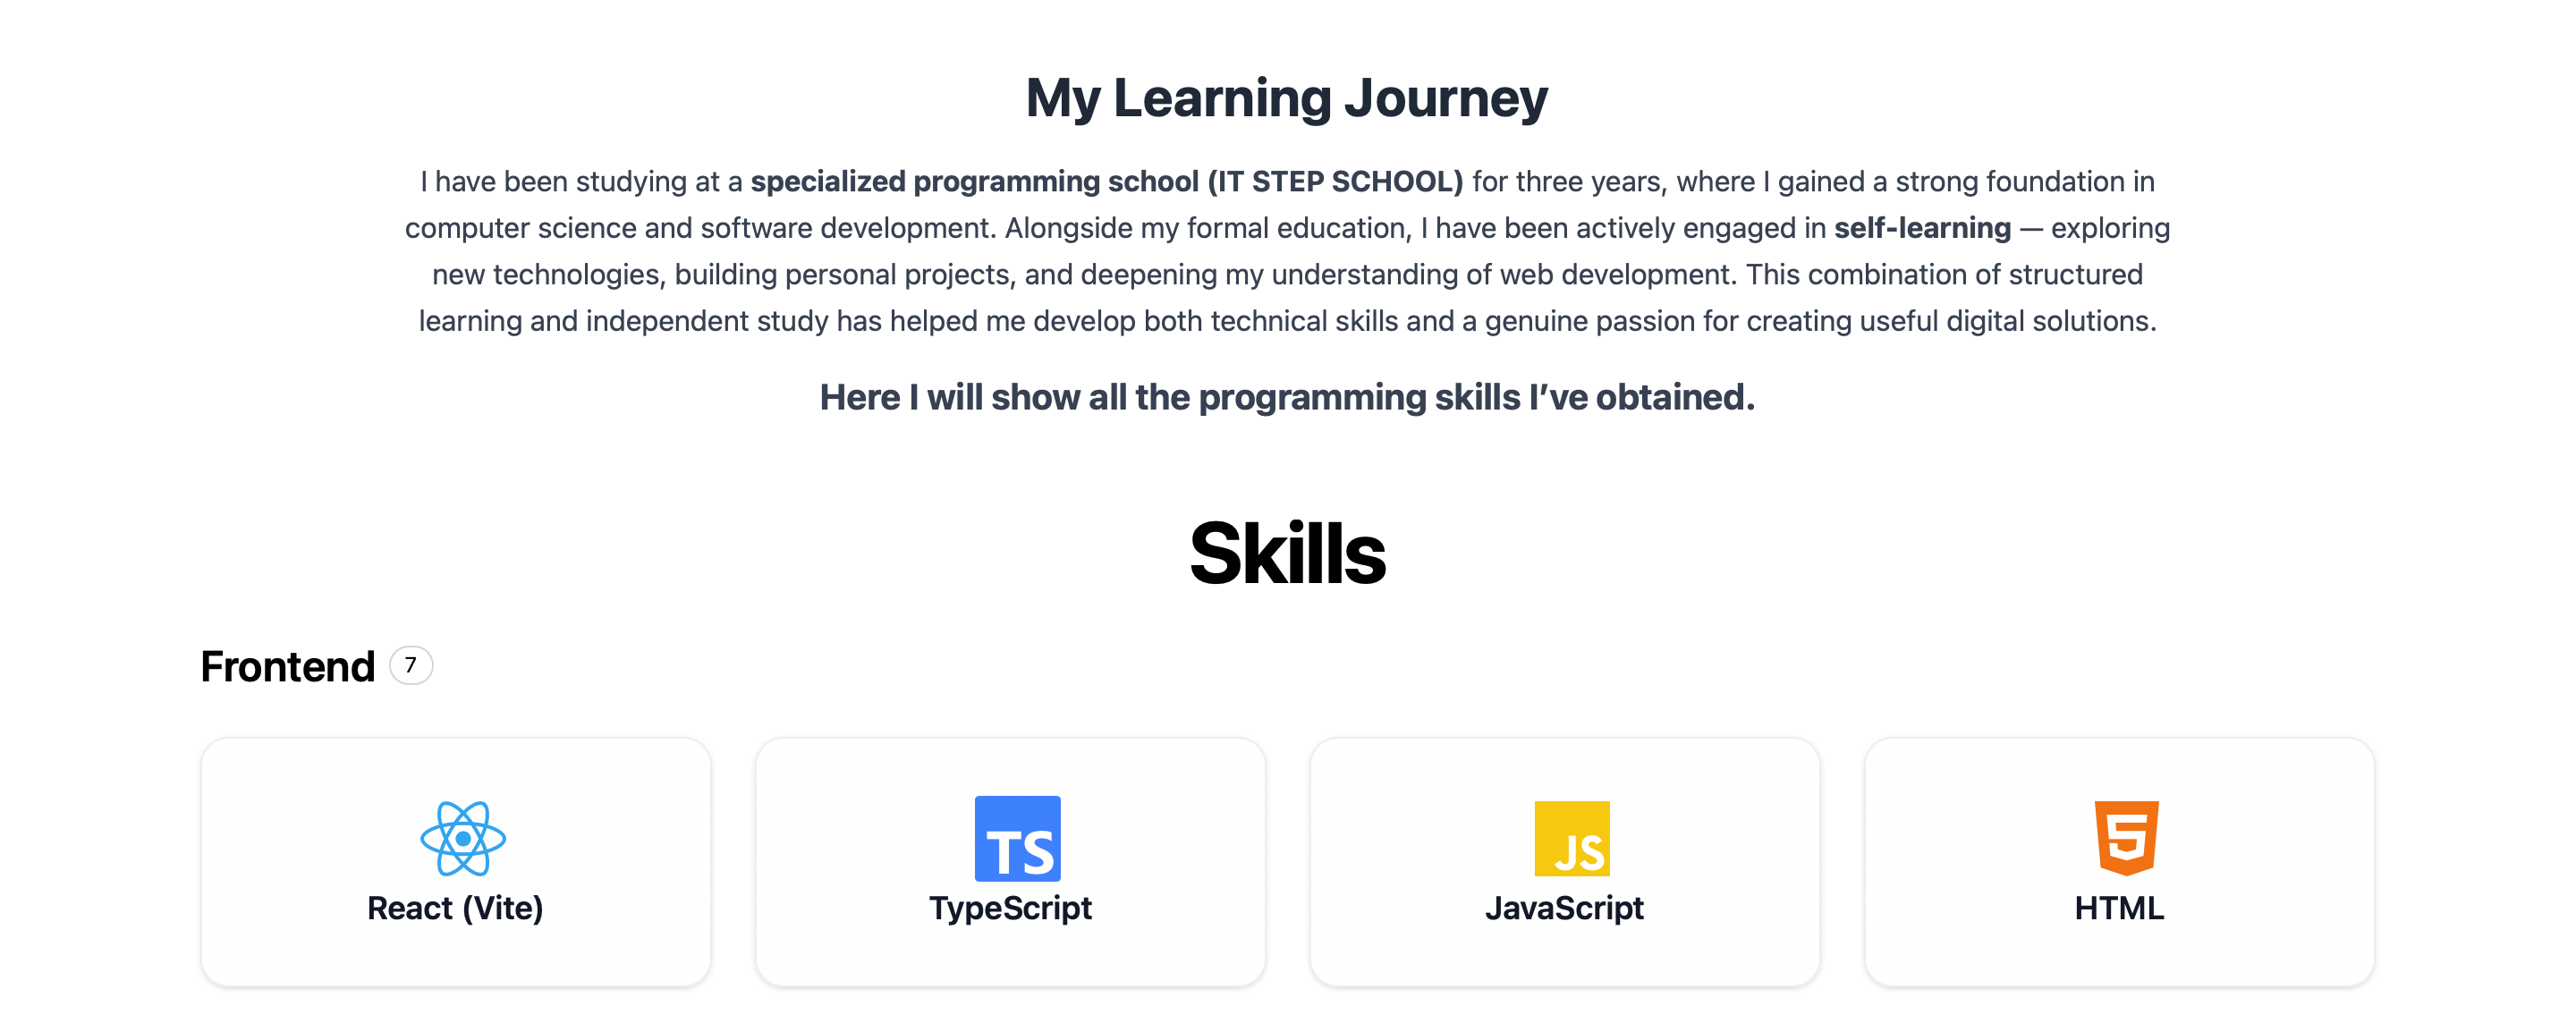 My Learning Journey
I have been studying at a specialized programming school (IT STEP SCHOOL) for three years, where I gained a strong foundation in
computer science and software development. Alongside my formal education, I have been actively engaged in self-learning — exploring
new technologies, building personal projects, and deepening my understanding of web development. This combination of structured
learning and independent study has helped me develop both technical skills and a genuine passion for creating useful digital solutions.
Here I will show all the programming skills I’ve obtained.
Skills
Frontend 7
TS JS 5
React (Vite) TypeScript JavaScript HTML